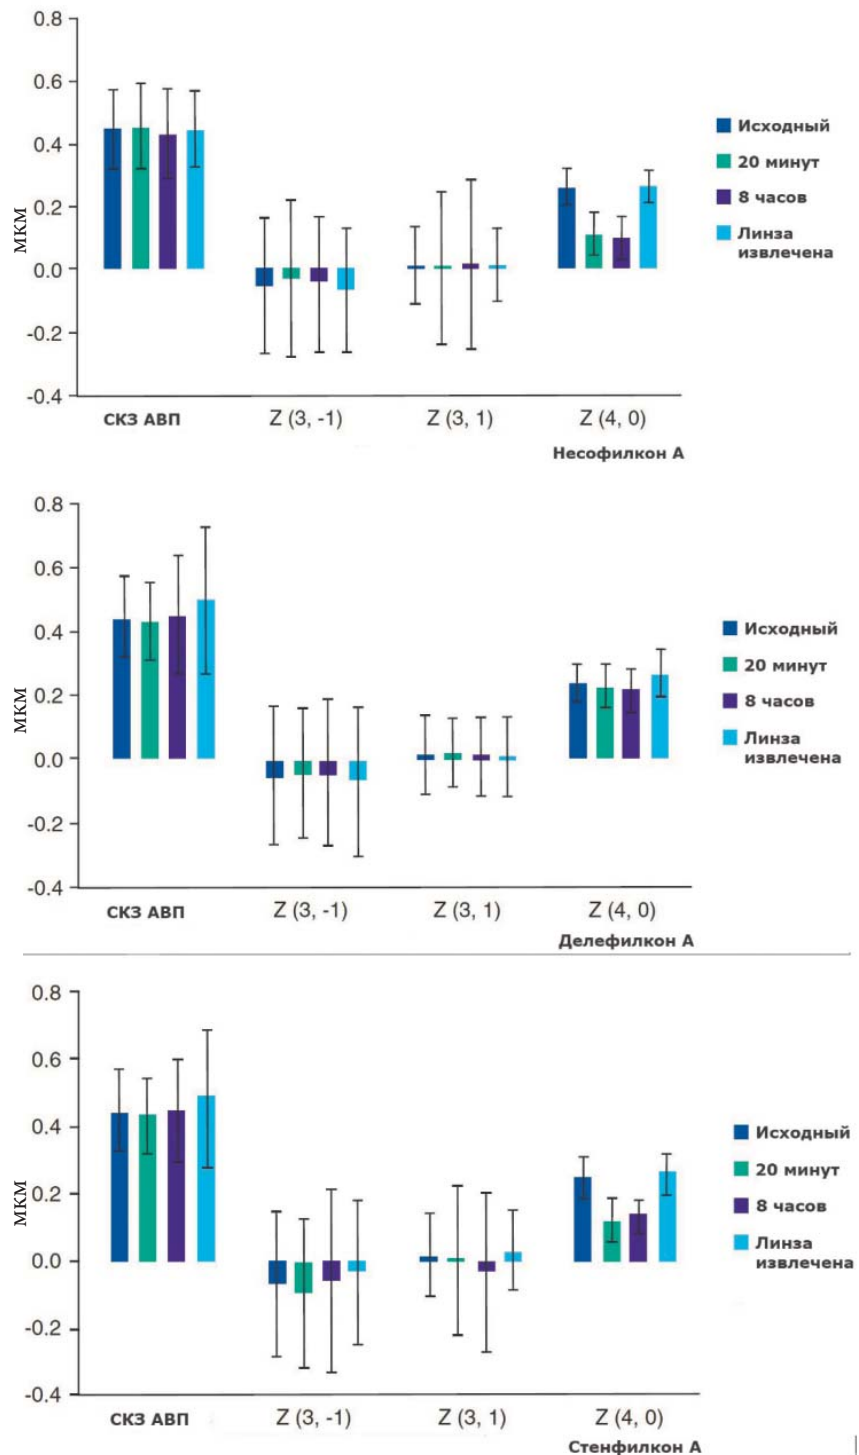 0.8
0.6
0.4
0.2
0.0
-0.2
-0.4
МКМ
Исходный
20 минут
8 часов
Линза
извлечена
СКЗ АВП
Z (3, -1)
Z (3, 1)
Z (4, 0)
Несофилкон А
0.8
0.6
0.4
0.2
0.0
-0.2
-0.4
МКМ
Исходный
20 минут
8 часов
Линза
извлечена
СКЗ АВП
Z (3, -1)
Z (3, 1)
Z (4, 0)
Делефилкон А
0.8
0.6
0.4
0.2
0.0
-0.2
-0.4
МКМ
Исходный
20 минут
8 часов
Линза
извлечена
СКЗ АВП
Z (3, -1)
Z (3, 1)
Z (4, 0)
Стенфилкон А